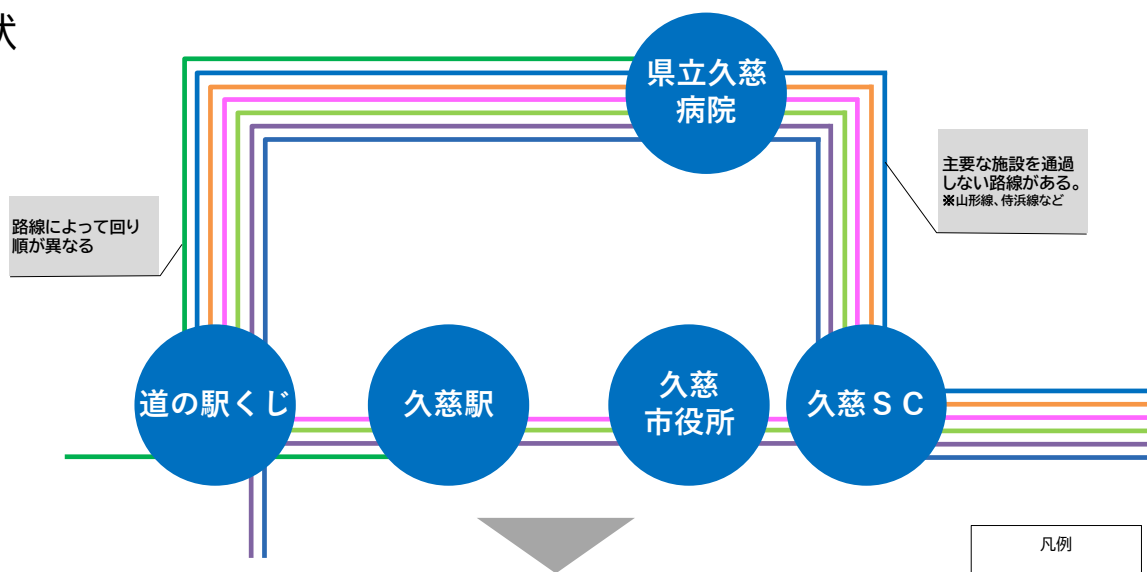 状
県立久慈
病院
主要な施設を通過
しない路線がある。
※山形線、侍浜線など
路線によって回り
順が異なる
道の駅くじ
久慈駅
久慈
市役所
久慈ＳＣ
凡例